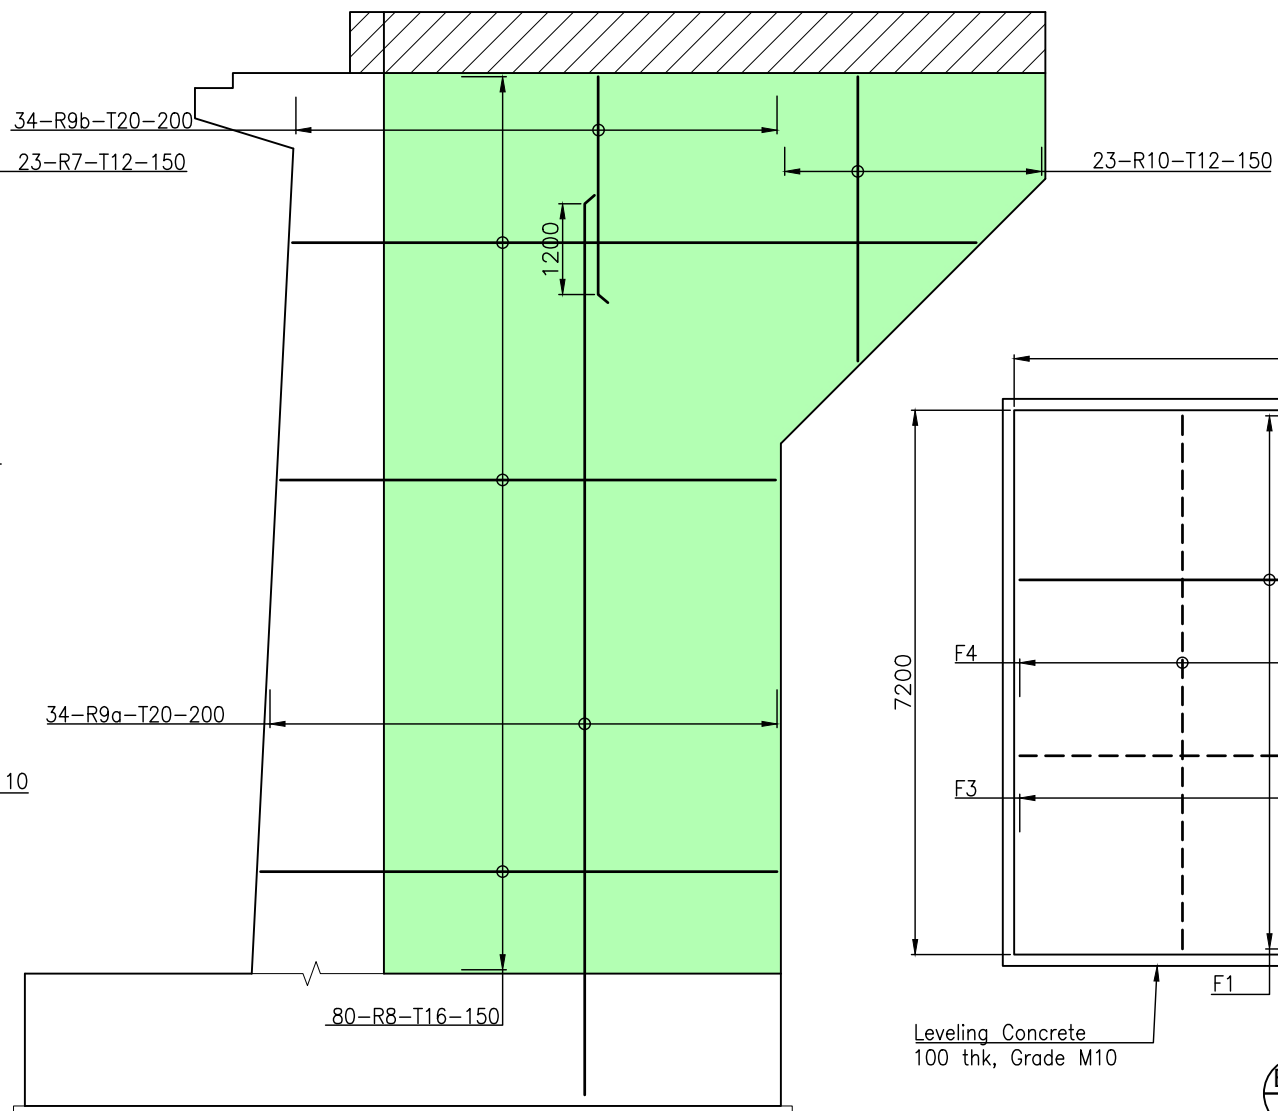 34-R9b-T20-200
23-R7-T12-150
23-R10-T12-150
1200
7200
F4
34-R9a-T20-200
10
F3
F1
80-R8-T16-150
Leveling Concrete
100 thk, Grade M10